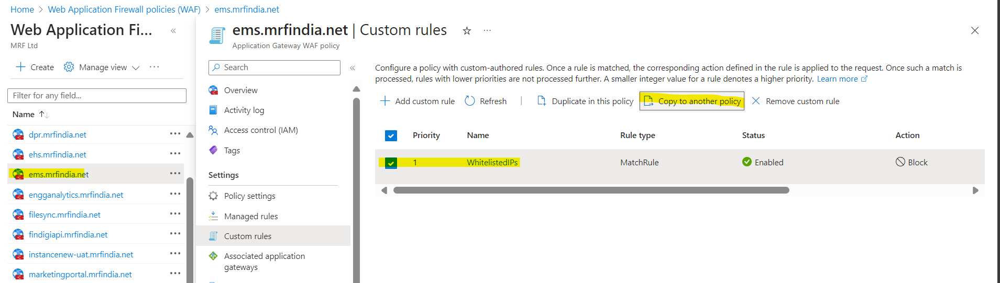 Home > Web Application Firewall policies (WAF) > ems.mrfindia.net
Web Application Fi... «
MRF Ltd
Create Manage view ...
Filter for any field...
Name ↑↓
dpr.mrfindia.net ...
ehs.mrfindia.net ...
ems.mrfindia.net ...
engganalytics.mrfindia.net ...
filesync.mrfindia.net ...
findigiapi.mrfindia.net ...
instancenew-uat.mrfindia.net ...
marketingportal.mrfindia.net ...
ems.mrfindia.net | Custom rules ...
Application Gateway WAF policy
Search «
Overview
Activity log
Access control (IAM)
Tags
Settings
Policy settings
Managed rules
Custom rules
Associated application
gateways
Configure a policy with custom-authored rules. Once a rule is matched, the corresponding action defined in the rule is applied to the request. Once such a match is
processed, rules with lower priorities are not processed further. A smaller integer value for a rule denotes a higher priority. Learn more
Add custom rule Refresh | Duplicate in this policy Copy to another policy Remove custom rule
Priority Name Rule type Status Action
1 WhitelistedIPs MatchRule Enabled Block